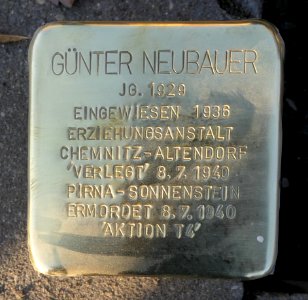 GÜNTER NEUBAUER
JG. 1929
EINGEWIESEN 1936
ERZIEHUNGSANSTALT
CHEMNITZ-ALTENDORF
'VERLEGT' 8.7.1940
PIRNA-SONNENSTEIN
ERMORDET 8.7.1940
'AKTION T4'